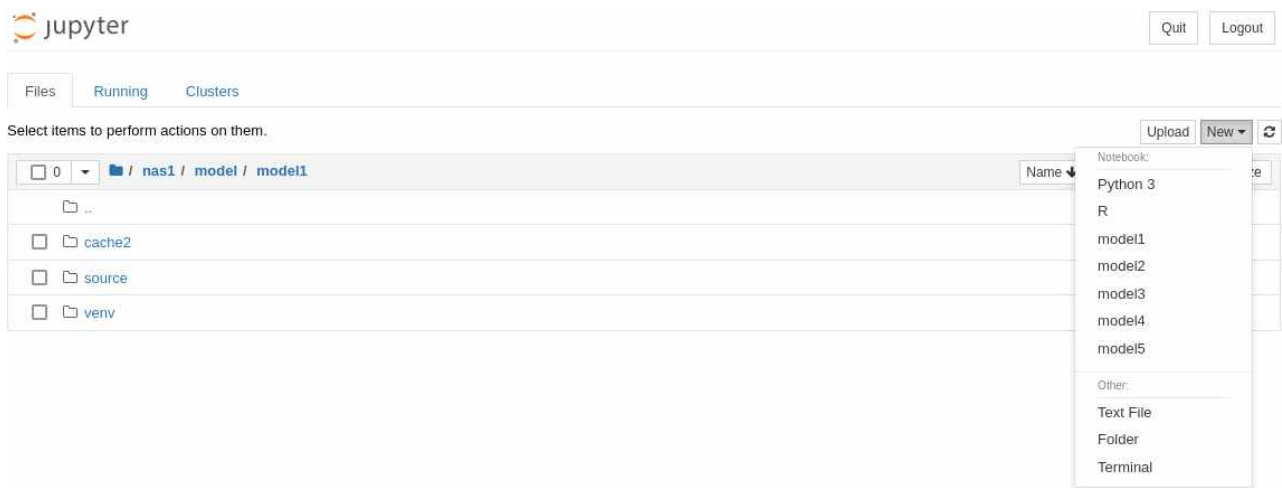 jupyter
Quit Logout
Files Running Clusters
Select items to perform actions on them.
Upload New
0 / nas1 / model / model1
Name
ze
..
cache2
source
venv
Notebook:
Python 3
R
model1
model2
model3
model4
model5
Other:
Text File
Folder
Terminal